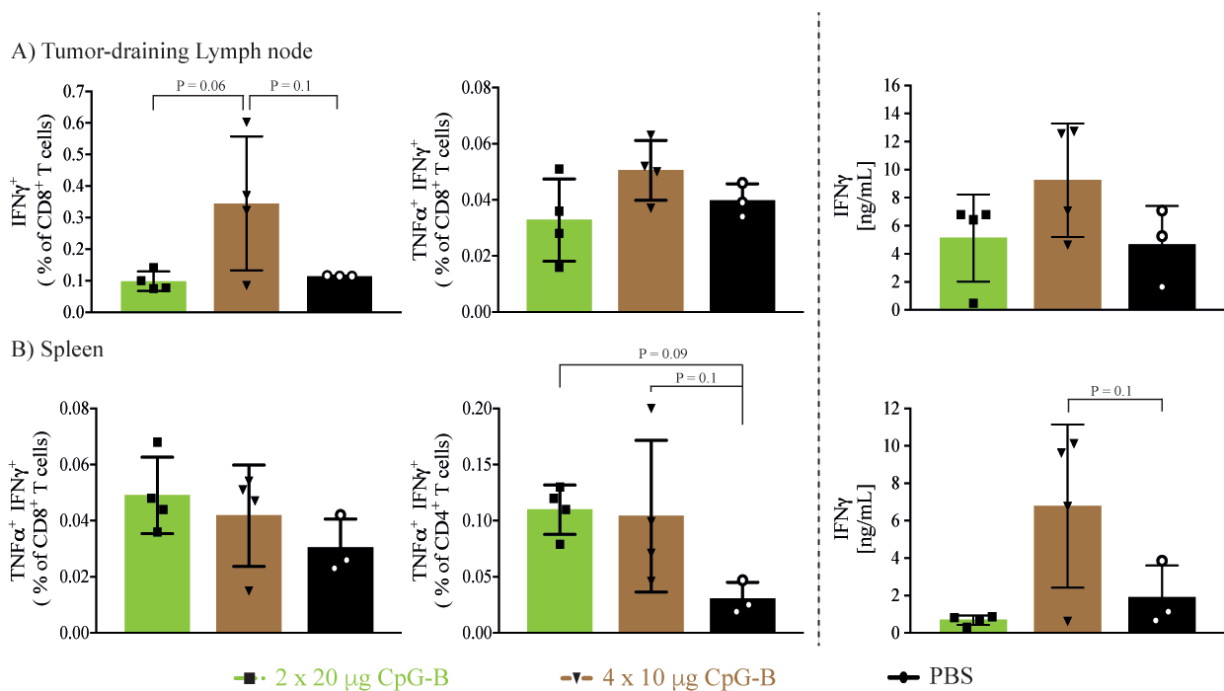 A) Tumor-draining Lymph node
IFNγ⁺
( % of CD8⁺ T cells)
0.7
0.6
0.5
0.4
0.3
0.2
0.1
0.0
P = 0.06
P = 0.1
TNFα⁺ IFNγ⁺
( % of CD8⁺ T cells)
0.08
0.06
0.04
0.02
0.00
IFNγ
[ng/mL]
16
14
12
10
8
6
4
2
0
B) Spleen
TNFα⁺ IFNγ⁺
( % of CD8⁺ T cells)
0.08
0.06
0.04
0.02
0.00
TNFα⁺ IFNγ⁺
( % of CD4⁺ T cells)
0.20
0.15
0.10
0.05
0.00
P = 0.09
P = 0.1
IFNγ
[ng/mL]
12
10
8
6
4
2
0
P = 0.1
2 x 20 µg CpG-B
4 x 10 µg CpG-B
PBS